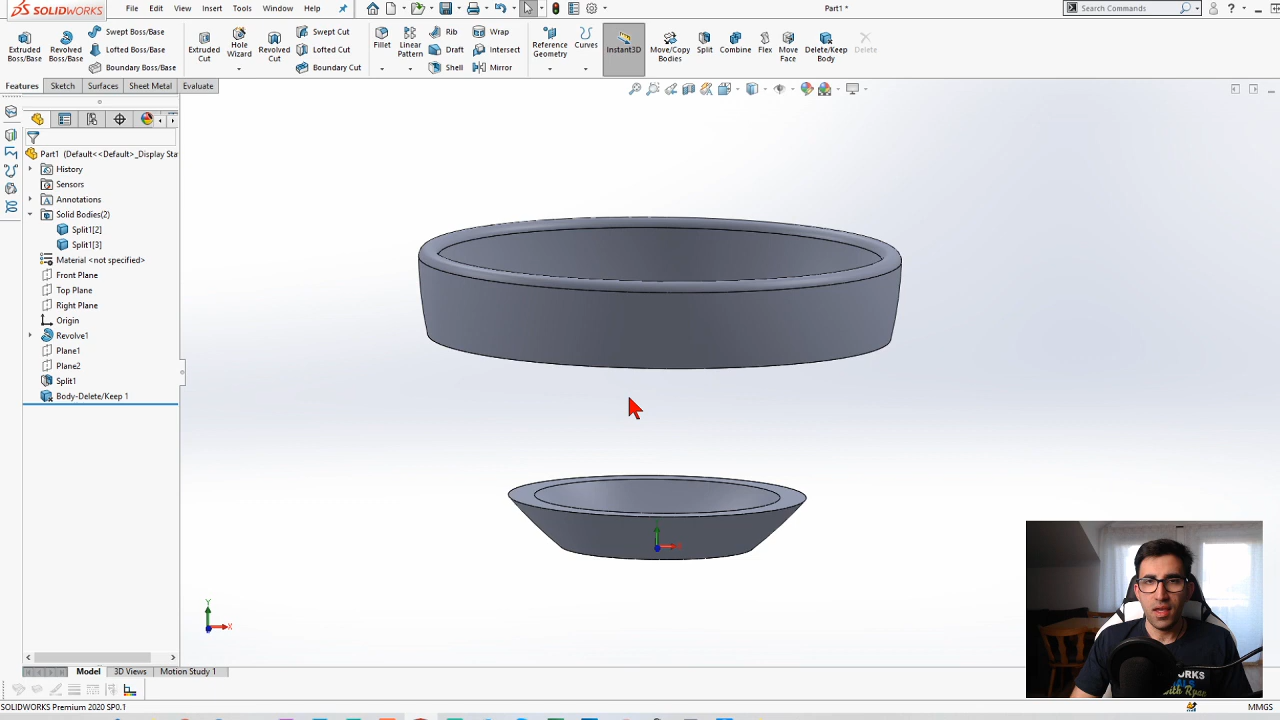 SOLIDWORKS File Edit View Insert Tools Window Help Part1 * Search Commands
Extruded Boss/Base Revolved Boss/Base Swept Boss/Base Lofted Boss/Base Boundary Boss/Base Extruded Cut Hole Wizard Revolved Cut Swept Cut Lofted Cut Boundary Cut Fillet Linear Pattern Rib Draft Shell Wrap Intersect Mirror Reference Geometry Curves Instant3D Move/Copy Bodies Split Combine Flex Move Face Delete/Keep Body Delete
Features Sketch Surfaces Sheet Metal Evaluate
Part1 (Default<<Default>_Display Sta
History
Sensors
Annotations
Solid Bodies(2)
Split1[2]
Split1[3]
Material <not specified>
Front Plane
Top Plane
Right Plane
Origin
Revolve1
Plane1
Plane2
Split1
Body-Delete/Keep 1
Y
X
Model 3D Views Motion Study 1
SOLIDWORKS Premium 2020 SP0.1 MMGS